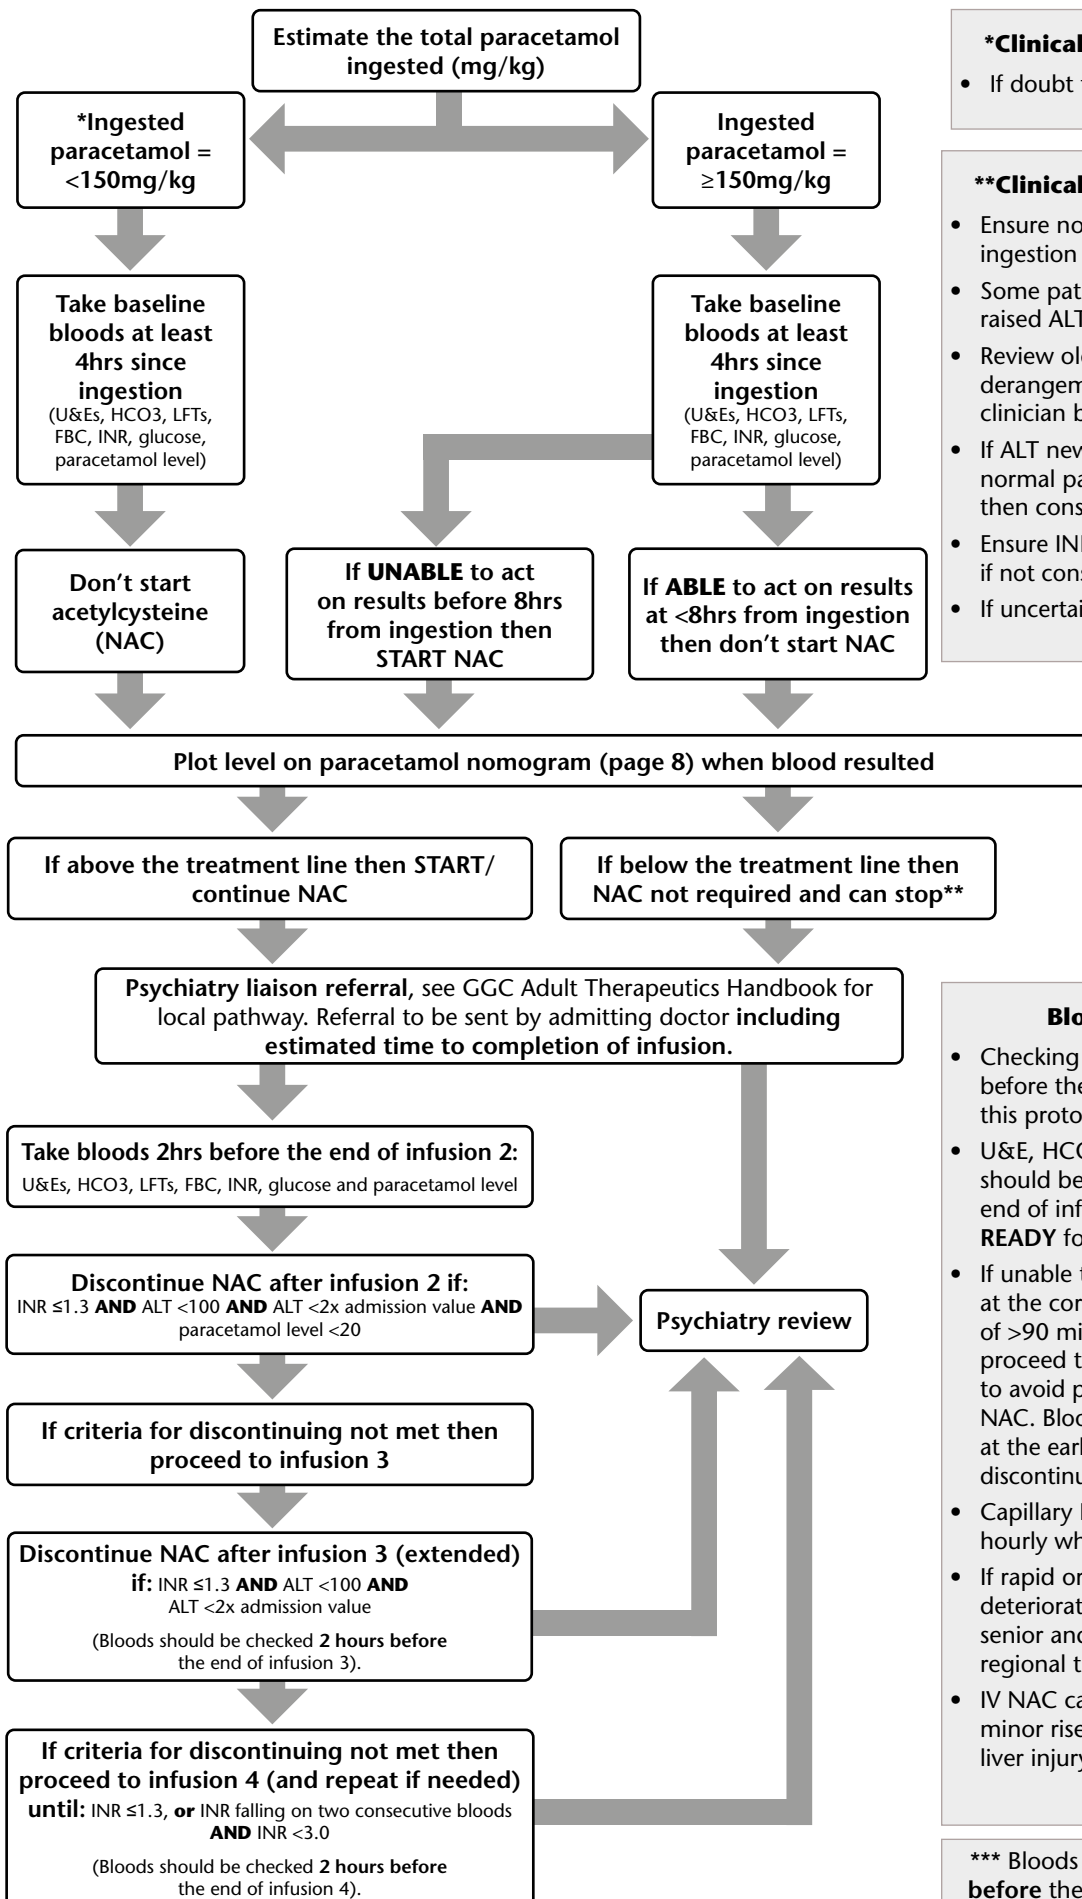 Estimate the total paracetamol
ingested (mg/kg)
*Ingested
paracetamol =
<150mg/kg
Ingested
paracetamol =
≥150mg/kg
Take baseline
bloods at least
4hrs since
ingestion
(U&Es, HCO3, LFTs,
FBC, INR, glucose,
paracetamol level)
Take baseline
bloods at least
4hrs since
ingestion
(U&Es, HCO3, LFTs,
FBC, INR, glucose,
paracetamol level)
Don't start
acetylcysteine
(NAC)
If UNABLE to act
on results before 8hrs
from ingestion then
START NAC
If ABLE to act on results
at <8hrs from ingestion
then don't start NAC
Plot level on paracetamol nomogram (page 8) when blood resulted
If above the treatment line then START/
continue NAC
If below the treatment line then
NAC not required and can stop**
Psychiatry liaison referral, see GGC Adult Therapeutics Handbook for
local pathway. Referral to be sent by admitting doctor including
estimated time to completion of infusion.
Take bloods 2hrs before the end of infusion 2:
U&Es, HCO3, LFTs, FBC, INR, glucose and paracetamol level
Discontinue NAC after infusion 2 if:
INR ≤1.3 AND ALT <100 AND ALT <2x admission value AND
paracetamol level <20
Psychiatry review
If criteria for discontinuing not met then
proceed to infusion 3
Discontinue NAC after infusion 3 (extended)
if: INR ≤1.3 AND ALT <100 AND
ALT <2x admission value
(Bloods should be checked 2 hours before
the end of infusion 3).
If criteria for discontinuing not met then
proceed to infusion 4 (and repeat if needed)
until: INR ≤1.3, or INR falling on two consecutive bloods
AND INR <3.0
(Bloods should be checked 2 hours before
the end of infusion 4).
*Clinical
• If doubt
**Clinical
• Ensure no
ingestion
• Some pat
raised ALT
• Review ol
derangem
clinician b
• If ALT new
normal pa
then cons
• Ensure IN
if not cons
• If uncertai
Blo
• Checking
before the
this proto
• U&E, HC
should be
end of inf
READY fo
• If unable
at the cor
of >90 mi
proceed t
to avoid p
NAC. Bloo
at the earl
discontinu
• Capillary
hourly wh
• If rapid or
deteriorat
senior and
regional t
• IV NAC ca
minor rise
liver injury
*** Bloods
before the